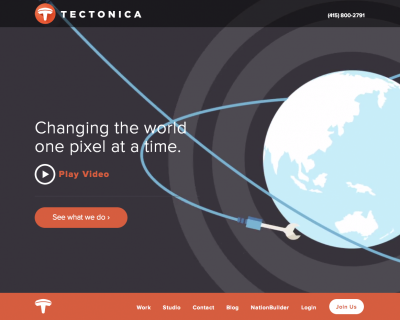 TECTONICA
(415) 800-2791
Changing the world
one pixel at a time.
Play Video
See what we do ›
Work Studio Contact Blog NationBuilder Login Join Us